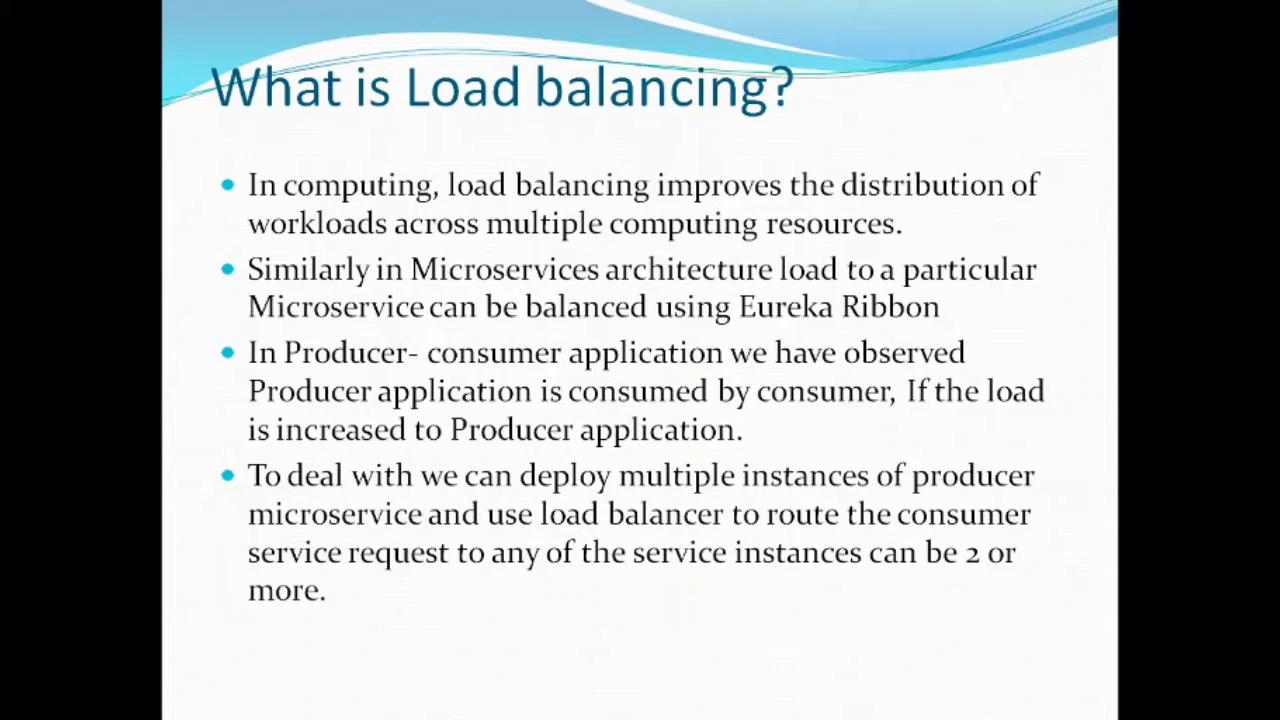 What is Load balancing?
• In computing, load balancing improves the distribution of
workloads across multiple computing resources.
• Similarly in Microservices architecture load to a particular
Microservice can be balanced using Eureka Ribbon
• In Producer- consumer application we have observed
Producer application is consumed by consumer, If the load
is increased to Producer application.
• To deal with we can deploy multiple instances of producer
microservice and use load balancer to route the consumer
service request to any of the service instances can be 2 or
more.